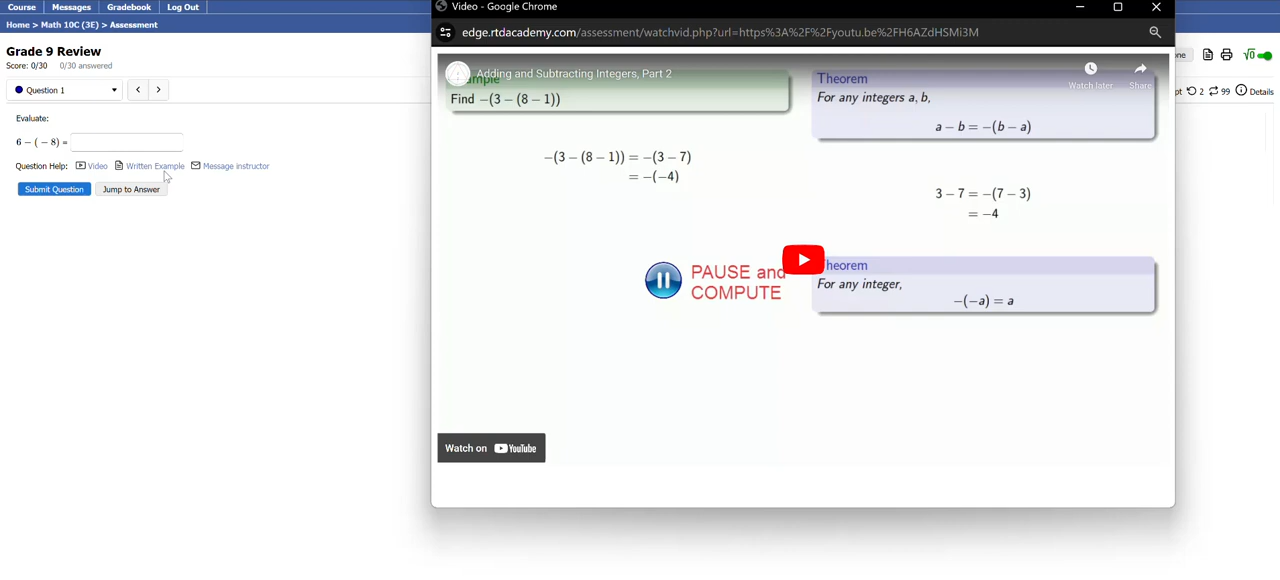 Course Messages Gradebook Log Out
Home > Math 10C (3E) > Assessment
Grade 9 Review
Score: 0/30 0/30 answered
Question 1
Evaluate:
6 − ( − 8) =
Question Help: Video Written Example Message instructor
Submit Question Jump to Answer
√0
2 99 Details
Video - Google Chrome
edge.rtdacademy.com/assessment/watchvid.php?url=https%3A%2F%2Fyoutu.be%2FH6AZdHSMi3M
Adding and Subtracting Integers, Part 2
Watch later Share
Find −(3 − (8 − 1))
−(3 − (8 − 1)) = −(3 − 7)
= −(−4)
Theorem
For any integers a, b,
a − b = −(b − a)
3 − 7 = −(7 − 3)
= −4
PAUSE and
COMPUTE
Theorem
For any integer,
−(−a) = a
Watch on YouTube